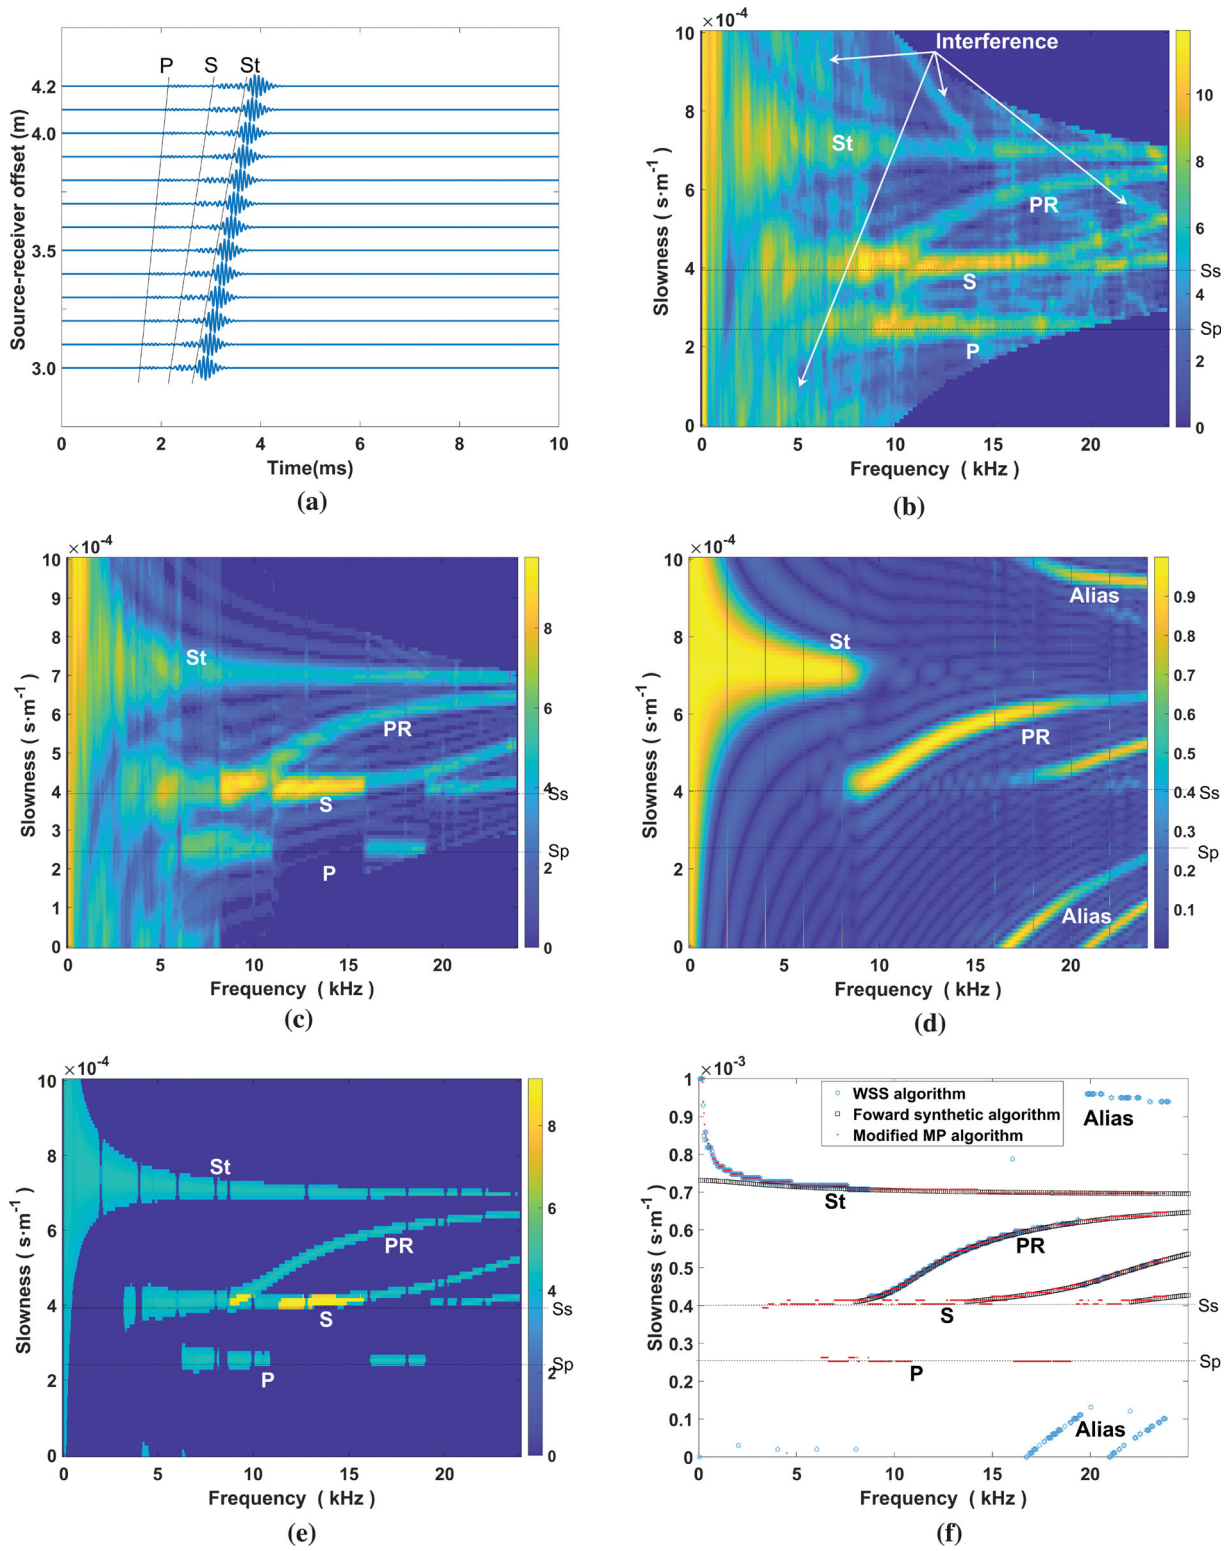 P S St
4.2
4.0
3.5
3.0
Source-receiver offset (m)
0 2 4 6 8 10
Time(ms)
(a)
×10-4
Interference
St
PR
S
P
Ss
Sp
10
8
6
4
2
0
10
8
6
4
2
0
Slowness ( s·m-1 )
0 5 10 15 20
Frequency ( kHz )
(b)
×10-4
St
PR
S
P
Ss
Sp
10
9
8
7
6
5
4
3
2
1
0
8
6
4
2
0
Slowness ( s·m-1 )
0 5 10 15 20
Frequency ( kHz )
(c)
×10-4
Alias
St
PR
Alias
Ss
Sp
10
8
6
4
2
0
0.9
0.8
0.7
0.6
0.5
0.4
0.3
0.2
0.1
Slowness ( s·m-1 )
0 5 10 15 20
Frequency ( kHz )
(d)
×10-4
St
PR
S
P
Ss
Sp
10
8
6
4
2
0
8
6
4
2
0
Slowness ( s·m-1 )
0 5 10 15 20
Frequency ( kHz )
(e)
×10-3
WSS algorithm
Foward synthetic algorithm
Modified MP algorithm
Alias
St
PR
S
P
Alias
Ss
Sp
1
0.9
0.8
0.7
0.6
0.5
0.4
0.3
0.2
0.1
0
Slowness ( s·m-1 )
0 5 10 15 20
Frequency ( kHz )
(f)